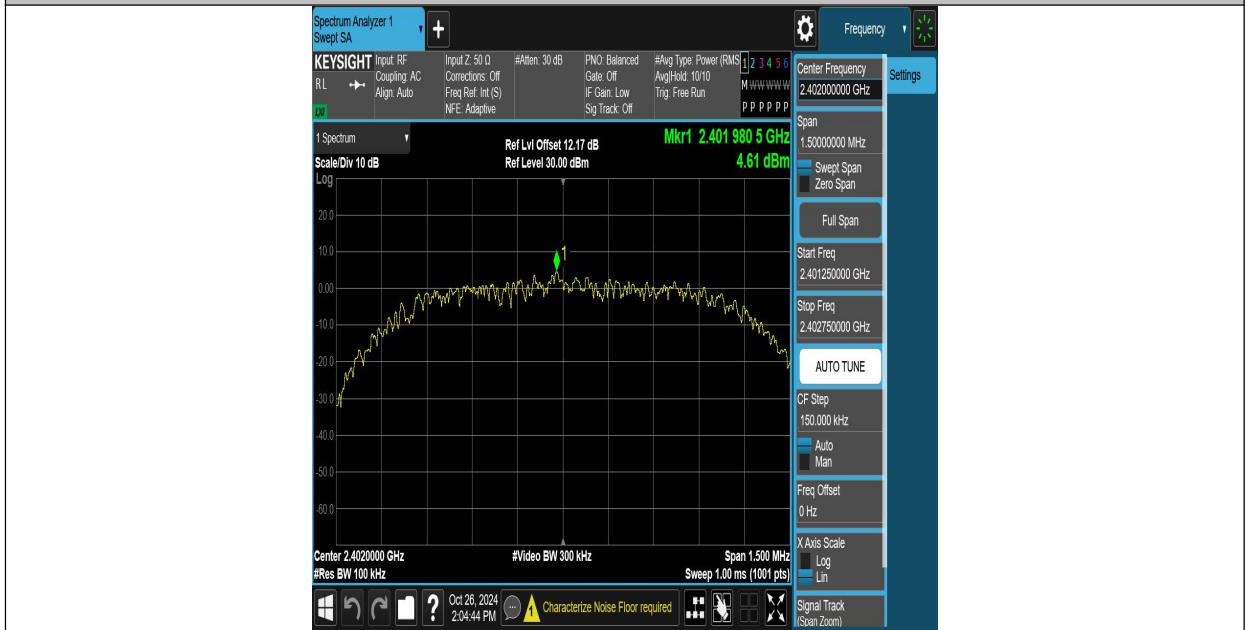 Spectrum Analyzer 1
Swept SA
+
Frequency
KEYSIGHT
RL
LXI
Input: RF
Coupling: AC
Align: Auto
Input Z: 50 Ω
Corrections: Off
Freq Ref: Int (S)
NFE: Adaptive
#Atten: 30 dB
PNO: Balanced
Gate: Off
IF Gain: Low
Sig Track: Off
#Avg Type: Power (RMS
Avg|Hold: 10/10
Trig: Free Run
1 2 3 4 5 6
M W W W W W
P P P P P P
1 Spectrum
Scale/Div 10 dB
Ref Lvl Offset 12.17 dB
Ref Level 30.00 dBm
Mkr1 2.401 980 5 GHz
4.61 dBm
Log
20.0
10.0
0.00
-10.0
-20.0
-30.0
-40.0
-50.0
-60.0
1
Center 2.4020000 GHz
#Res BW 100 kHz
#Video BW 300 kHz
Span 1.500 MHz
Sweep 1.00 ms (1001 pts)
Center Frequency
2.402000000 GHz
Settings
Span
1.50000000 MHz
Swept Span
Zero Span
Full Span
Start Freq
2.401250000 GHz
Stop Freq
2.402750000 GHz
AUTO TUNE
CF Step
150.000 kHz
Auto
Man
Freq Offset
0 Hz
X Axis Scale
Log
Lin
Signal Track
(Span Zoom)
?
Oct 26, 2024
2:04:44 PM
Characterize Noise Floor required